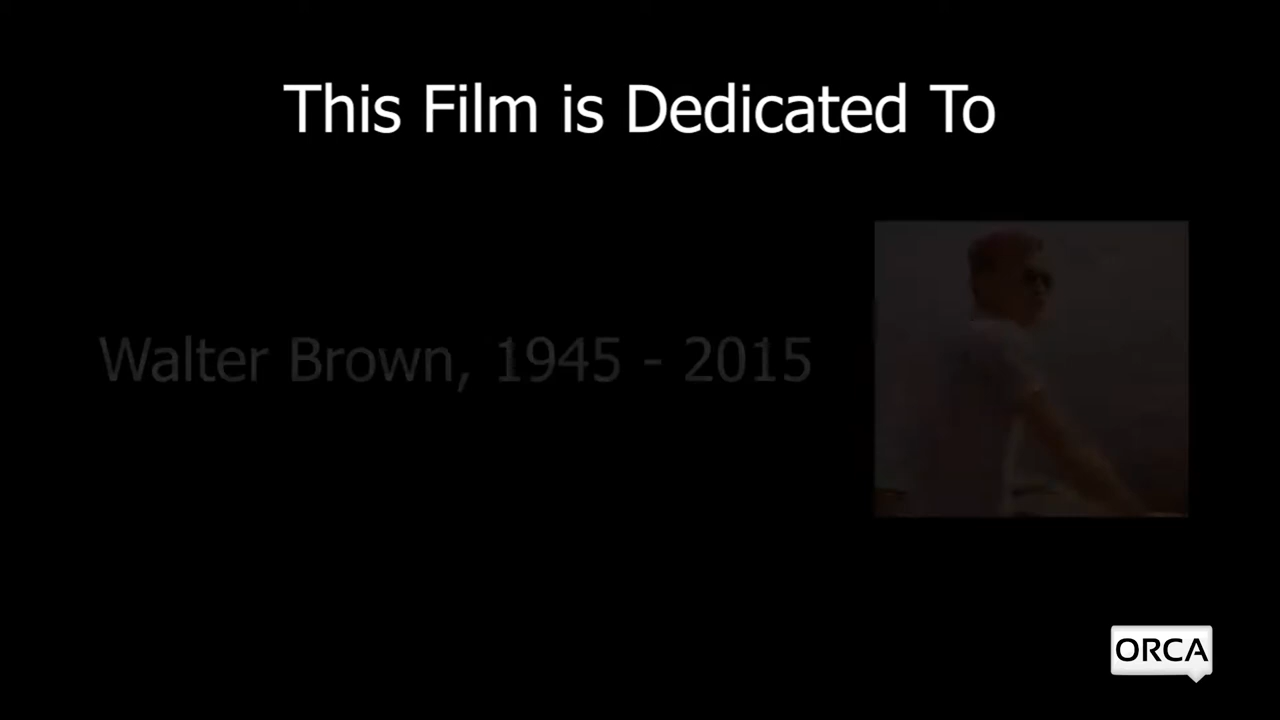 This Film is Dedicated To
Walter Brown, 1945 - 2015
ORCA